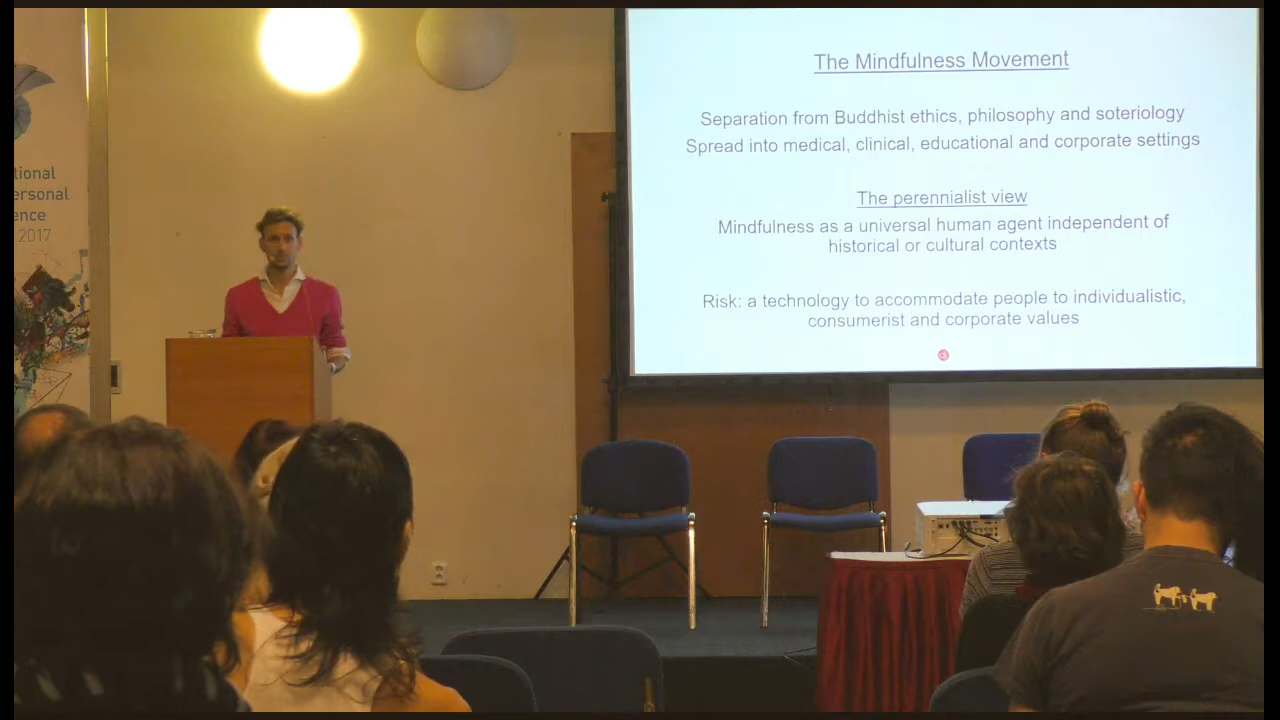 tional
ersonal
ence
2017
The Mindfulness Movement
Separation from Buddhist ethics, philosophy and soteriology
Spread into medical, clinical, educational and corporate settings
The perennialist view
Mindfulness as a universal human agent independent of
historical or cultural contexts
Risk: a technology to accommodate people to individualistic,
consumerist and corporate values